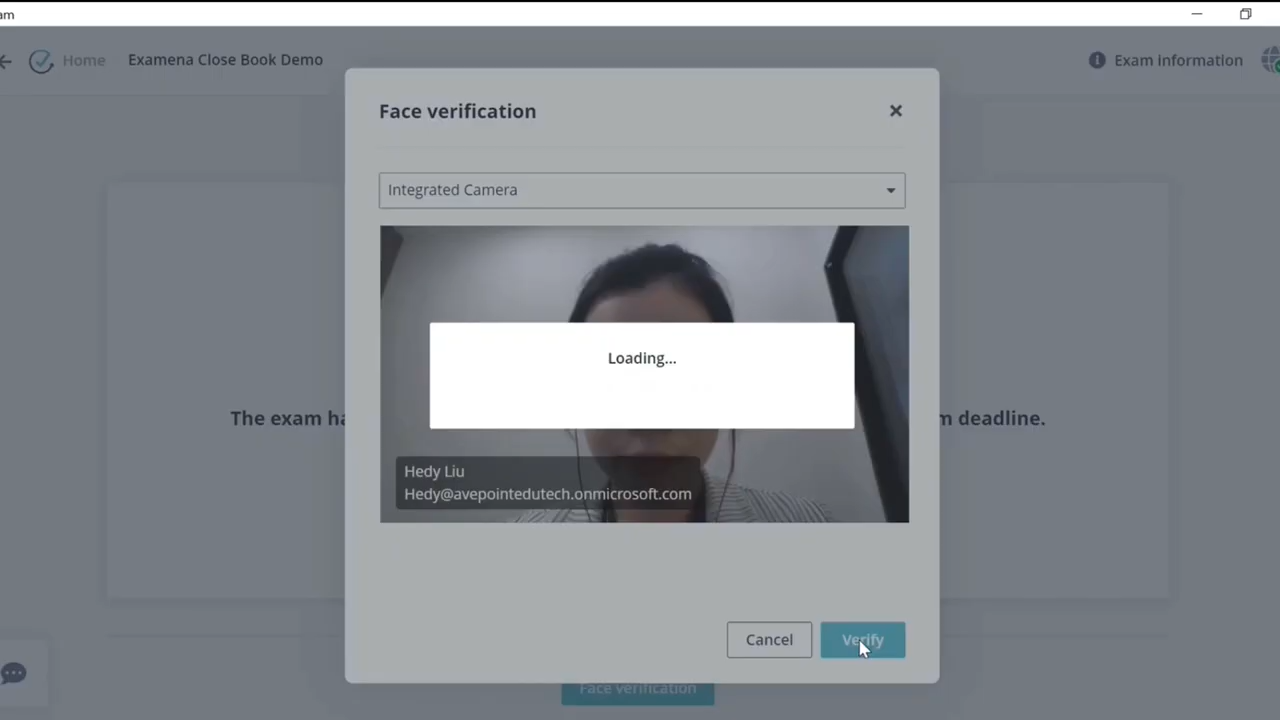 am
Home
Examena Close Book Demo
Exam Information
Face verification
Integrated Camera
Loading...
The exam ha
m deadline.
Hedy Liu
Hedy@avepointedutech.onmicrosoft.com
Cancel
Verify
Face verification